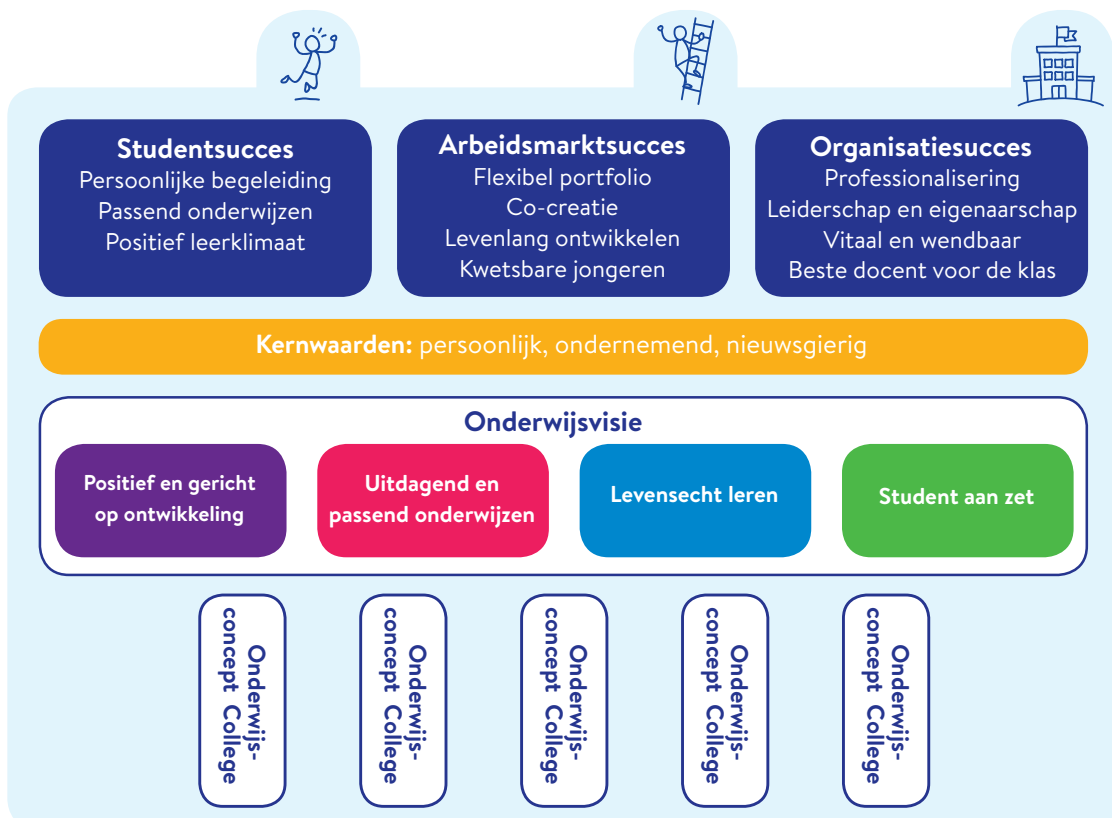 Studentsucces
Persoonlijke begeleiding
Passend onderwijzen
Positief leerklimaat
Arbeidsmarktsucces
Flexibel portfolio
Co-creatie
Levenlang ontwikkelen
Kwetsbare jongeren
Organisatiesucces
Professionalisering
Leiderschap en eigenaarschap
Vitaal en wendbaar
Beste docent voor de klas
Kernwaarden: persoonlijk, ondernemend, nieuwsgierig
Onderwijsvisie
Positief en gericht
op ontwikkeling
Uitdagend en
passend onderwijzen
Levensecht leren
Student aan zet
Onderwijs-
concept College
Onderwijs-
concept College
Onderwijs-
concept College
Onderwijs-
concept College
Onderwijs-
concept College